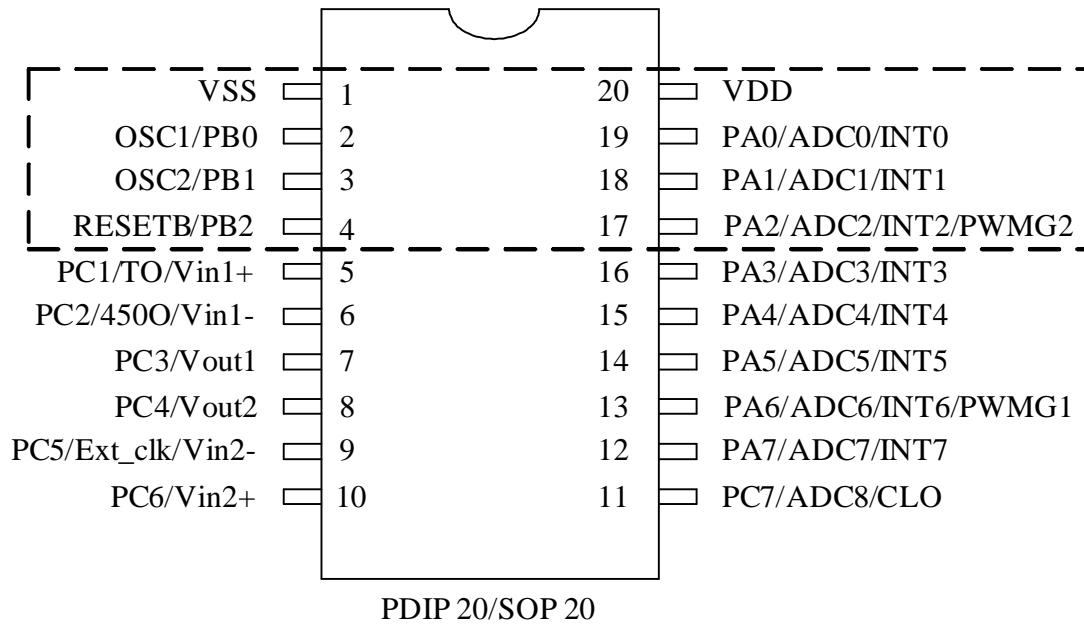 VSS 1 20 VDD
OSC1/PB0 2 19 PA0/ADC0/INT0
OSC2/PB1 3 18 PA1/ADC1/INT1
RESETB/PB2 4 17 PA2/ADC2/INT2/PWMG2
PC1/TO/Vin1+ 5 16 PA3/ADC3/INT3
PC2/450O/Vin1- 6 15 PA4/ADC4/INT4
PC3/Vout1 7 14 PA5/ADC5/INT5
PC4/Vout2 8 13 PA6/ADC6/INT6/PWMG1
PC5/Ext_clk/Vin2- 9 12 PA7/ADC7/INT7
PC6/Vin2+ 10 11 PC7/ADC8/CLO
PDIP 20/SOP 20